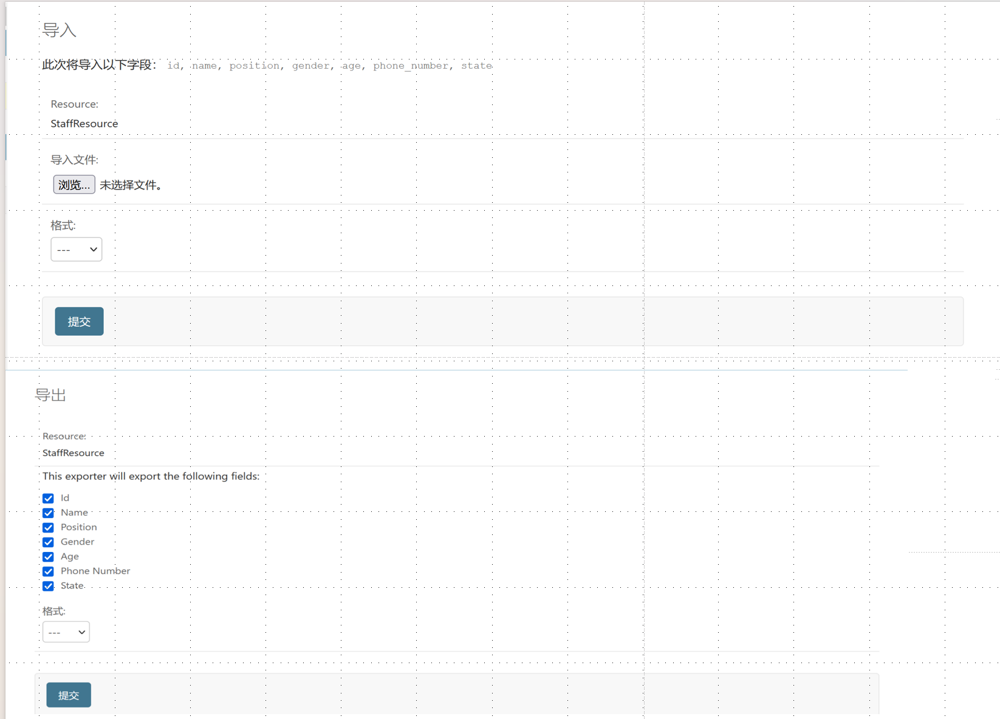 导入
此次将导入以下字段： id, name, position, gender, age, phone_number, state
Resource:
StaffResource
导入文件:
浏览... 未选择文件。
格式:
---
提交
导出
Resource:
StaffResource
This exporter will export the following fields:
Id
Name
Position
Gender
Age
Phone Number
State
格式:
---
提交